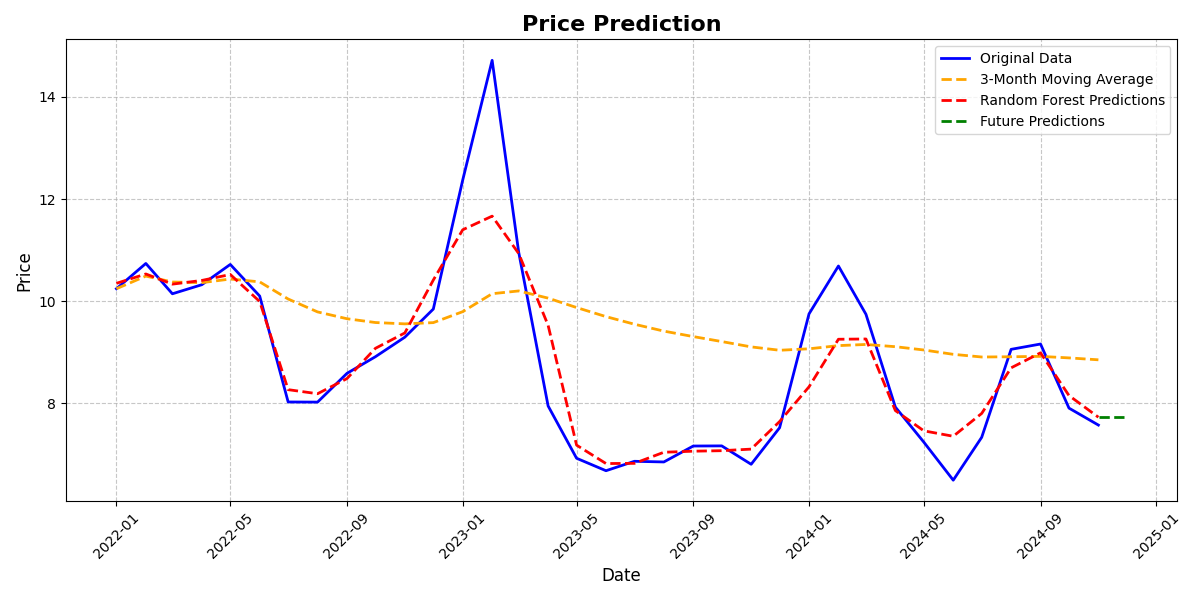 Price Prediction
Original Data
3-Month Moving Average
Random Forest Predictions
Future Predictions
Price
14
12
10
8
2022-01
2022-05
2022-09
2023-01
2023-05
2023-09
2024-01
2024-05
2024-09
2025-01
Date